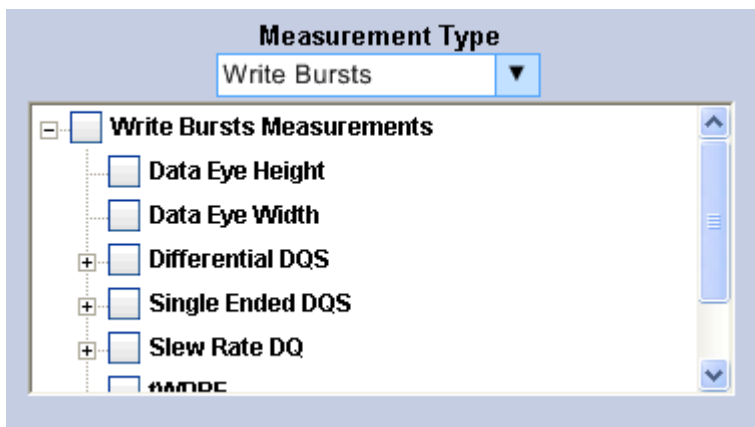 Measurement Type
Write Bursts
Write Bursts Measurements
Data Eye Height
Data Eye Width
Differential DQS
Single Ended DQS
Slew Rate DQ